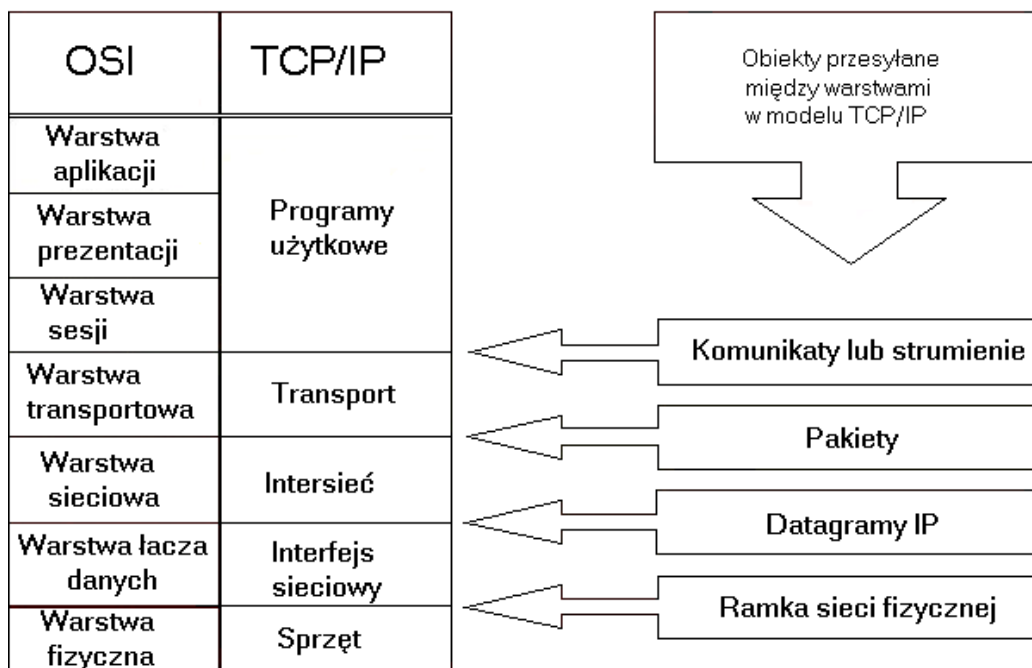 OSI
TCP/IP
Obiekty przesyłane
między warstwami
w modelu TCP/IP
Warstwa
aplikacji
Warstwa
prezentacji
Warstwa
sesji
Programy
użytkowe
Komunikaty lub strumienie
Warstwa
transportowa
Transport
Pakiety
Warstwa
sieciowa
Intersieć
Datagramy IP
Warstwa łacza
danych
Interfejs
sieciowy
Ramka sieci fizycznej
Warstwa
fizyczna
Sprzęt